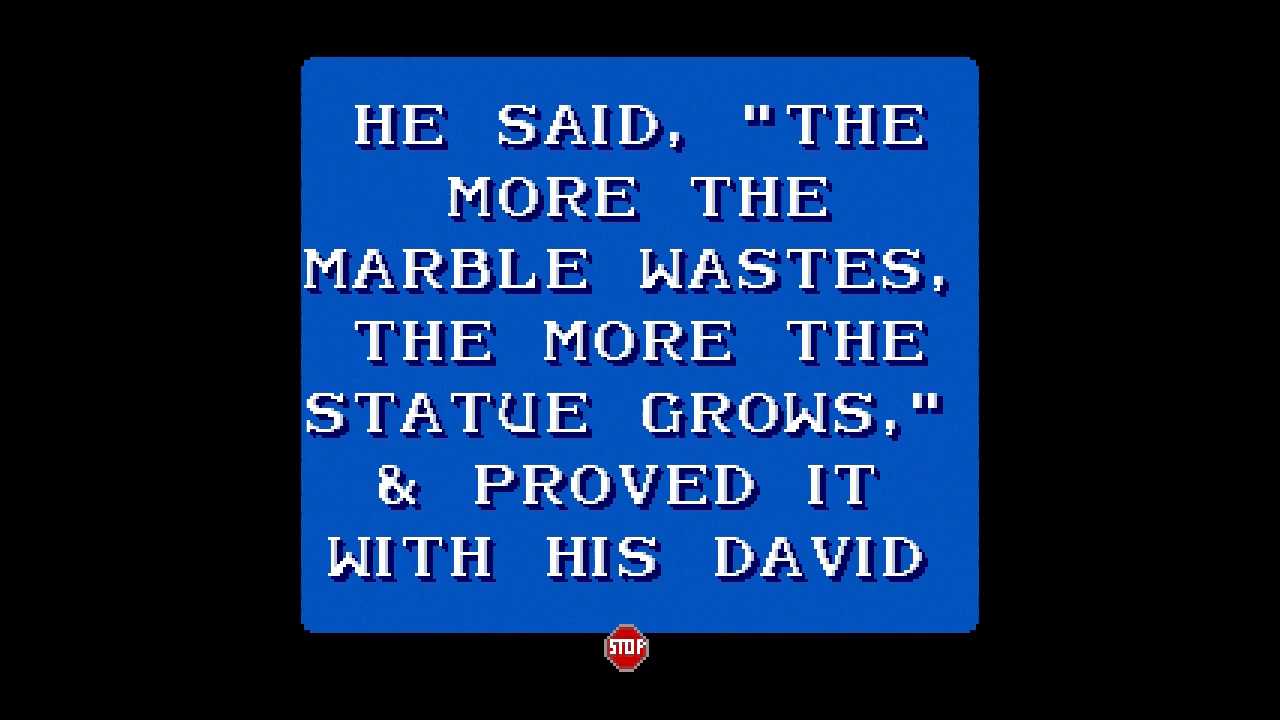 HE SAID, "THE
MORE THE
MARBLE WASTES,
THE MORE THE
STATUE GROWS,"
& PROVED IT
WITH HIS DAVID
STOP